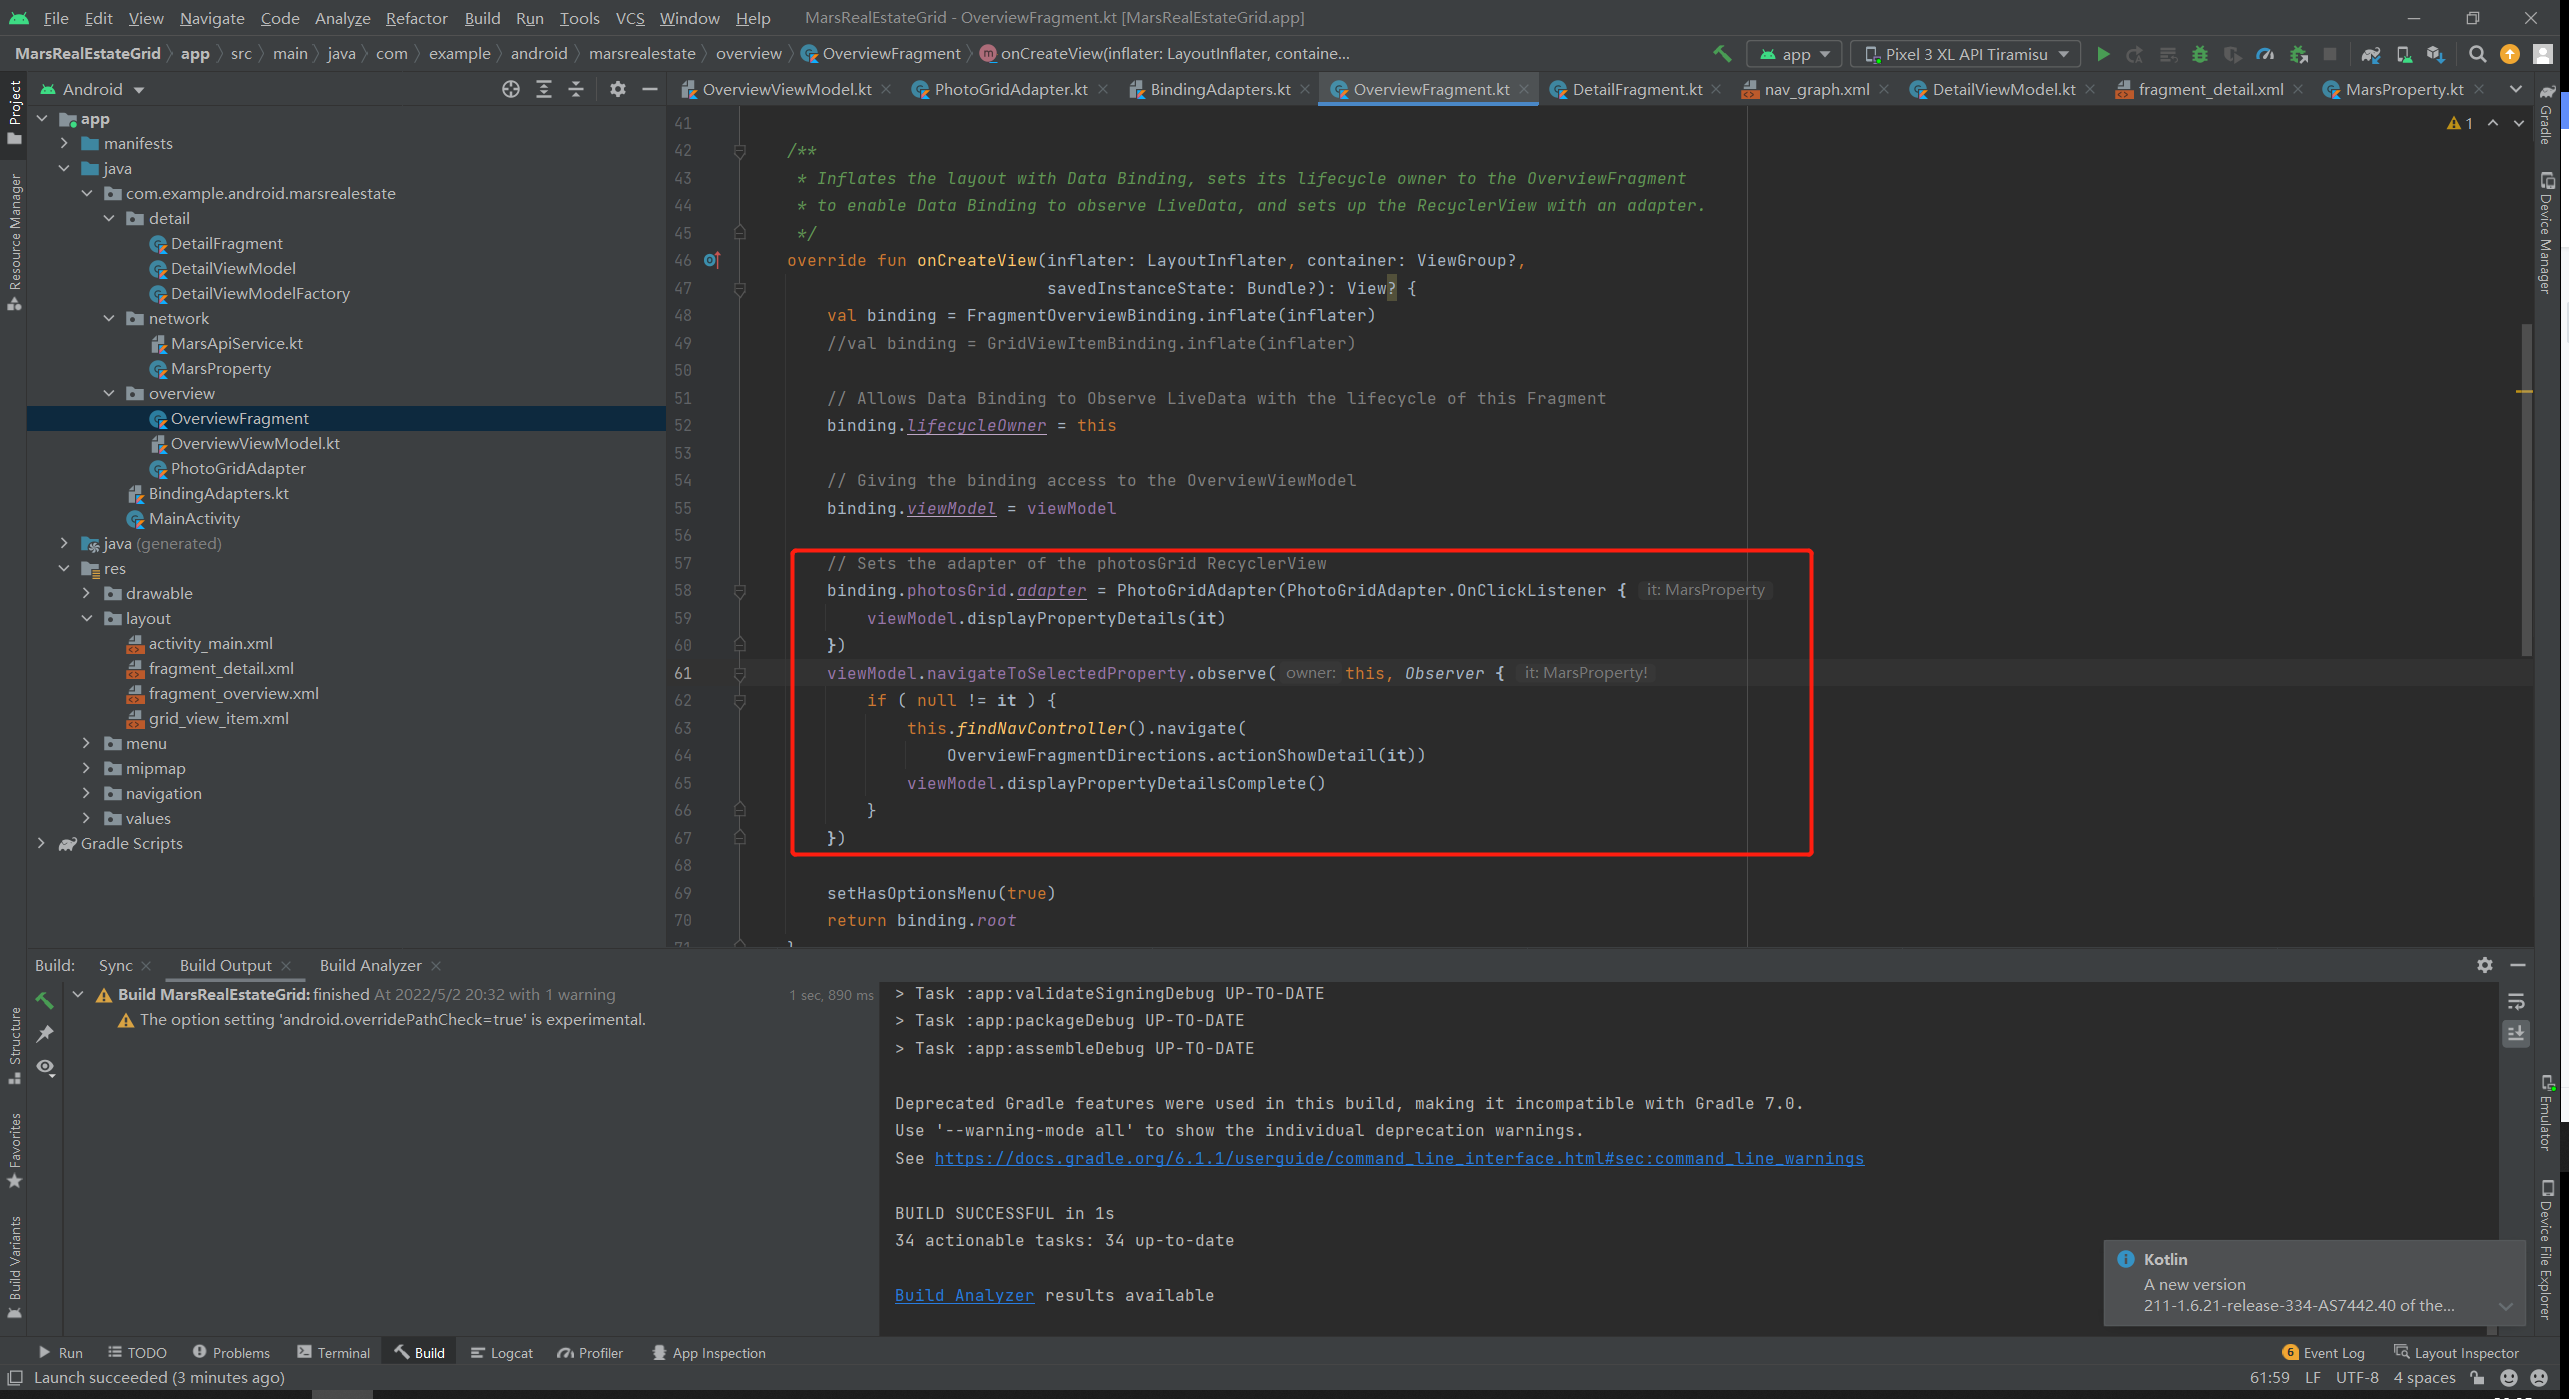 File Edit View Navigate Code Analyze Refactor Build Run Tools VCS Window Help MarsRealEstateGrid - OverviewFragment.kt [MarsRealEstateGrid.app]
MarsRealEstateGrid app src main java com example android marsrealestate overview OverviewFragment onCreateView(inflater: LayoutInflater, containe... app Pixel 3 XL API Tiramisu
Android
OverviewViewModel.kt PhotoGridAdapter.kt BindingAdapters.kt OverviewFragment.kt DetailFragment.kt nav_graph.xml DetailViewModel.kt fragment_detail.xml MarsProperty.kt
Project
Resource Manager
Structure
Favorites
Build Variants
app
manifests
java
com.example.android.marsrealestate
detail
DetailFragment
DetailViewModel
DetailViewModelFactory
network
MarsApiService.kt
MarsProperty
overview
OverviewFragment
OverviewViewModel.kt
PhotoGridAdapter
BindingAdapters.kt
MainActivity
java (generated)
res
drawable
layout
activity_main.xml
fragment_detail.xml
fragment_overview.xml
grid_view_item.xml
menu
mipmap
navigation
values
Gradle Scripts
1
41
42 /**
43 * Inflates the layout with Data Binding, sets its lifecycle owner to the OverviewFragment
44 * to enable Data Binding to observe LiveData, and sets up the RecyclerView with an adapter.
45 */
46 override fun onCreateView(inflater: LayoutInflater, container: ViewGroup?,
47 savedInstanceState: Bundle?): View? {
48 val binding = FragmentOverviewBinding.inflate(inflater)
49 //val binding = GridViewItemBinding.inflate(inflater)
50
51 // Allows Data Binding to Observe LiveData with the lifecycle of this Fragment
52 binding.lifecycleOwner = this
53
54 // Giving the binding access to the OverviewViewModel
55 binding.viewModel = viewModel
56
57 // Sets the adapter of the photosGrid RecyclerView
58 binding.photosGrid.adapter = PhotoGridAdapter(PhotoGridAdapter.OnClickListener { it: MarsProperty
59 viewModel.displayPropertyDetails(it)
60 })
61 viewModel.navigateToSelectedProperty.observe( owner: this, Observer { it: MarsProperty!
62 if ( null != it ) {
63 this.findNavController().navigate(
64 OverviewFragmentDirections.actionShowDetail(it))
65 viewModel.displayPropertyDetailsComplete()
66 }
67 })
68
69 setHasOptionsMenu(true)
70 return binding.root
71 }
Gradle
Device Manager
Emulator
Device File Explorer
Build: Sync Build Output Build Analyzer
Build MarsRealEstateGrid: finished At 2022/5/2 20:32 with 1 warning 1 sec, 890 ms
The option setting 'android.overridePathCheck=true' is experimental.
> Task :app:validateSigningDebug UP-TO-DATE
> Task :app:packageDebug UP-TO-DATE
> Task :app:assembleDebug UP-TO-DATE
Deprecated Gradle features were used in this build, making it incompatible with Gradle 7.0.
Use '--warning-mode all' to show the individual deprecation warnings.
See https://docs.gradle.org/6.1.1/userguide/command_line_interface.html#sec:command_line_warnings
BUILD SUCCESSFUL in 1s
34 actionable tasks: 34 up-to-date
Build Analyzer results available
Kotlin
A new version
211-1.6.21-release-334-AS7442.40 of the...
Run TODO Problems Terminal Build Logcat Profiler App Inspection 6 Event Log Layout Inspector
Launch succeeded (3 minutes ago) 61:59 LF UTF-8 4 spaces